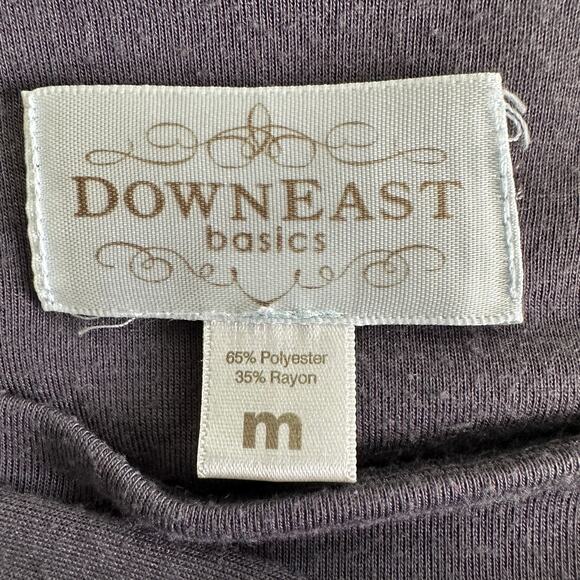 DOWNEAST
basics
65% Polyester
35% Rayon
m